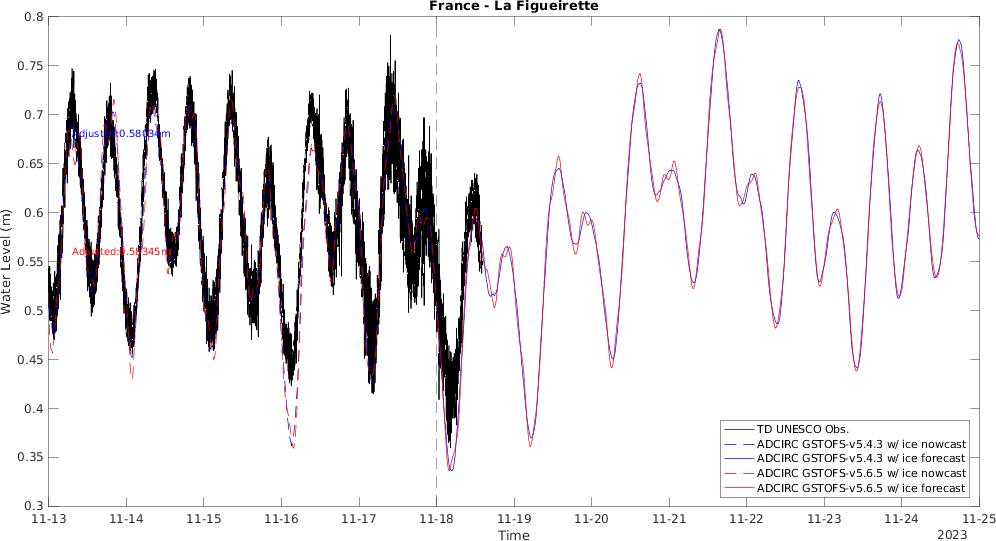 France - La Figueirette
0.8
0.75
0.7
0.65
0.6
0.55
0.5
0.45
0.4
0.35
0.3
Water Level (m)
Adjusted:0.58034m
Adjusted:0.58345m
TD UNESCO Obs.
ADCIRC GSTOFS-v5.4.3 w/ ice nowcast
ADCIRC GSTOFS-v5.4.3 w/ ice forecast
ADCIRC GSTOFS-v5.6.5 w/ ice nowcast
ADCIRC GSTOFS-v5.6.5 w/ ice forecast
11-13 11-14 11-15 11-16 11-17 11-18 11-19 11-20 11-21 11-22 11-23 11-24 11-25
Time
2023